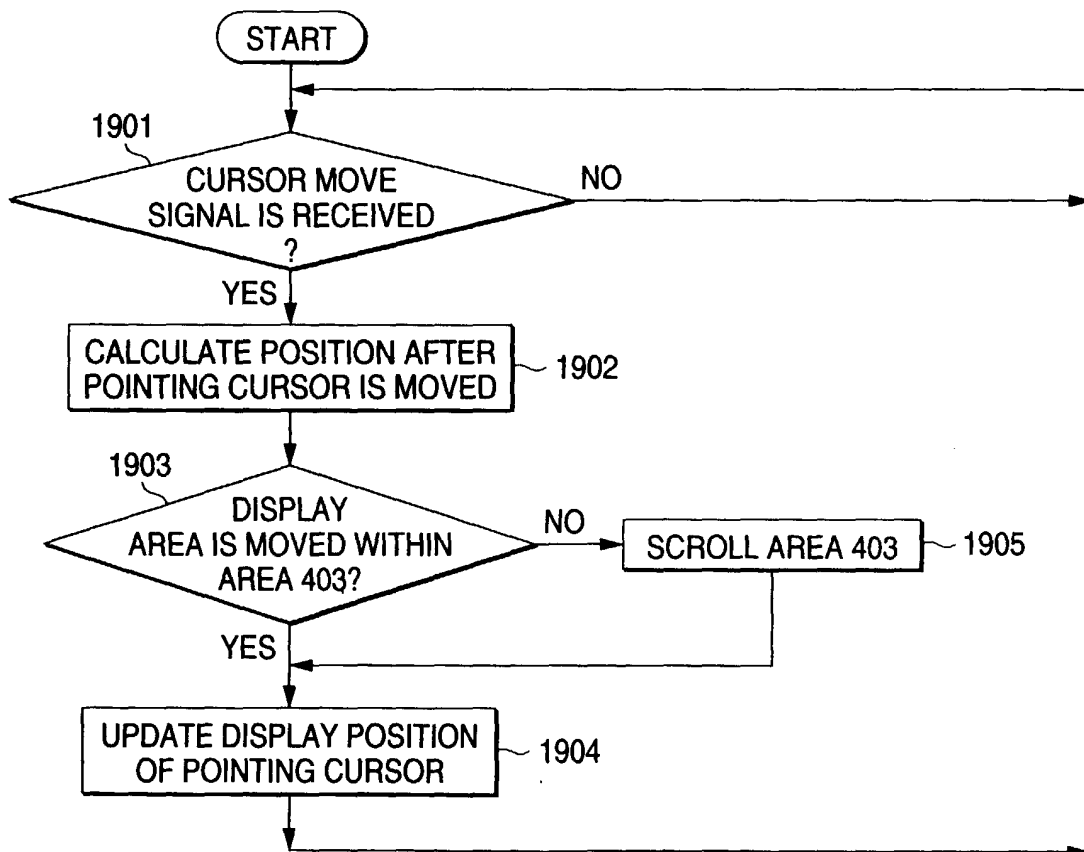 START
1901
CURSOR MOVE
SIGNAL IS RECEIVED
?
NO
YES
CALCULATE POSITION AFTER
POINTING CURSOR IS MOVED
1902
1903
DISPLAY
AREA IS MOVED WITHIN
AREA 403?
NO
SCROLL AREA 403
1905
YES
UPDATE DISPLAY POSITION
OF POINTING CURSOR
1904